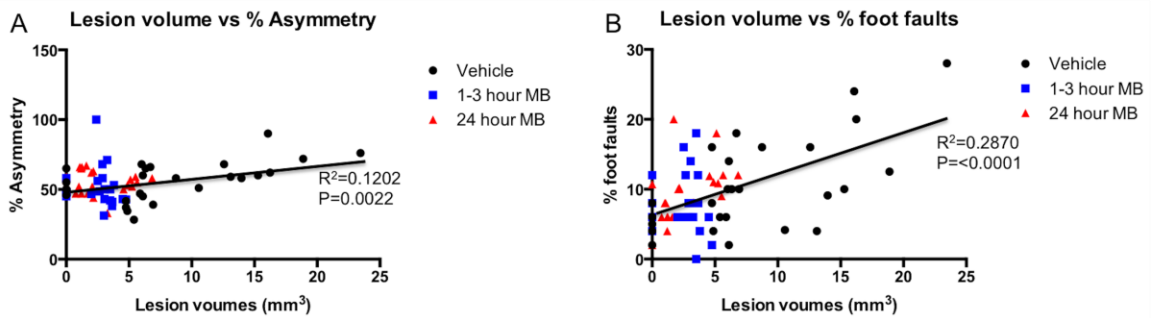 A
Lesion volume vs % Asymmetry
150
100
50
0
% Asymmetry
0 5 10 15 20 25
Lesion voumes (mm³)
Vehicle
1-3 hour MB
24 hour MB
R²=0.1202
P=0.0022
B
Lesion volume vs % foot faults
30
20
10
0
% foot faults
0 5 10 15 20 25
Lesion voumes (mm³)
Vehicle
1-3 hour MB
24 hour MB
R²=0.2870
P=<0.0001